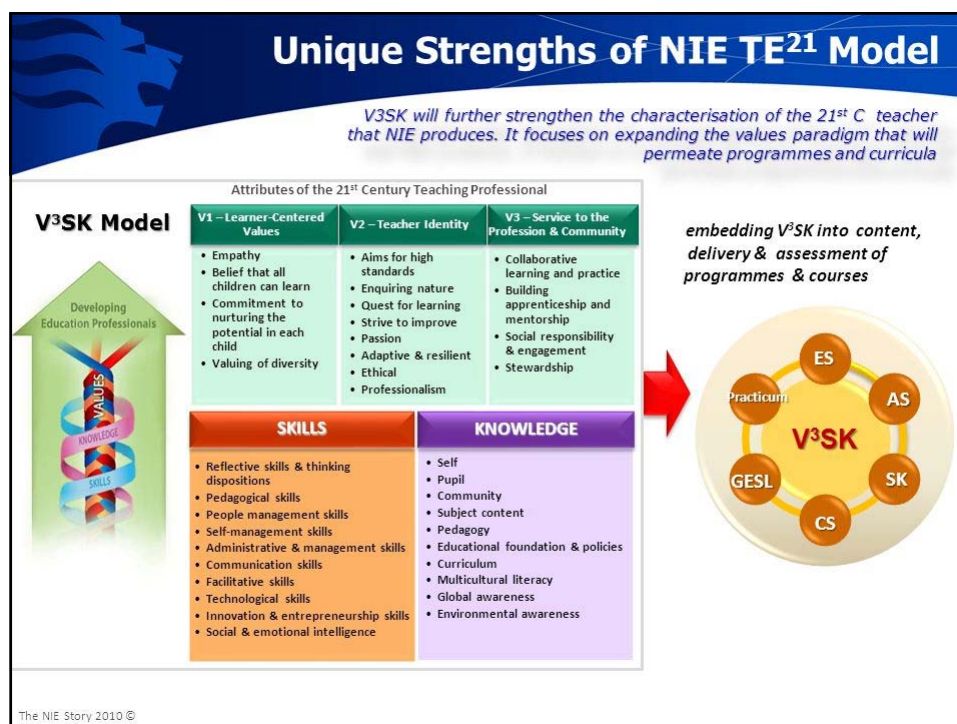 Unique Strengths of NIE TE21 Model
V3SK will further strengthen the characterisation of the 21st C teacher
that NIE produces. It focuses on expanding the values paradigm that will
permeate programmes and curricula
Attributes of the 21st Century Teaching Professional
V3SK Model
Developing
Education Professionals
VALUES
KNOWLEDGE
SKILLS
V1 – Learner-Centered
Values
• Empathy
• Belief that all
children can learn
• Commitment to
nurturing the
potential in each
child
• Valuing of diversity
V2 – Teacher Identity
• Aims for high
standards
• Enquiring nature
• Quest for learning
• Strive to improve
• Passion
• Adaptive & resilient
• Ethical
• Professionalism
V3 – Service to the
Profession & Community
• Collaborative
learning and practice
• Building
apprenticeship and
mentorship
• Social responsibility
& engagement
• Stewardship
SKILLS
• Reflective skills & thinking
dispositions
• Pedagogical skills
• People management skills
• Self-management skills
• Administrative & management skills
• Communication skills
• Facilitative skills
• Technological skills
• Innovation & entrepreneurship skills
• Social & emotional intelligence
KNOWLEDGE
• Self
• Pupil
• Community
• Subject content
• Pedagogy
• Educational foundation & policies
• Curriculum
• Multicultural literacy
• Global awareness
• Environmental awareness
embedding V3SK into content,
delivery & assessment of
programmes & courses
ES
AS
SK
CS
GESL
Practicum
V3SK
The NIE Story 2010 ©